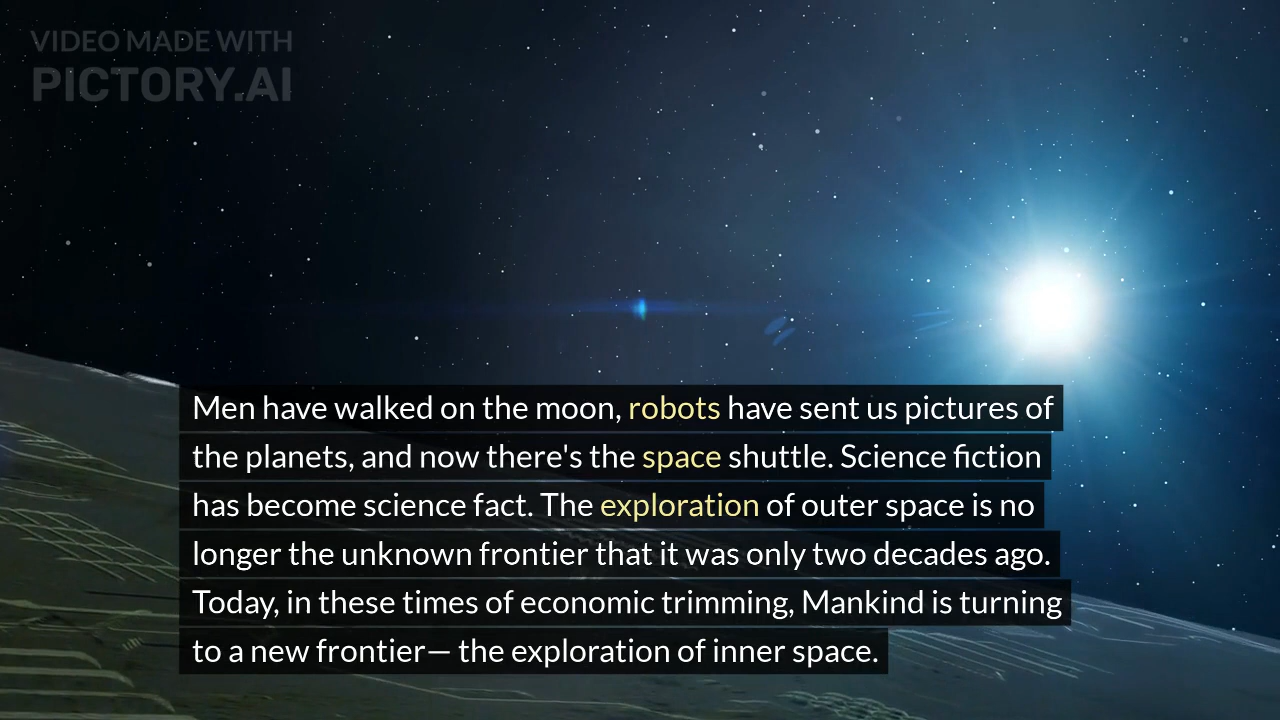 VIDEO MADE WITH
PICTORY.AI
Men have walked on the moon, robots have sent us pictures of
the planets, and now there's the space shuttle. Science fiction
has become science fact. The exploration of outer space is no
longer the unknown frontier that it was only two decades ago.
Today, in these times of economic trimming, Mankind is turning
to a new frontier— the exploration of inner space.